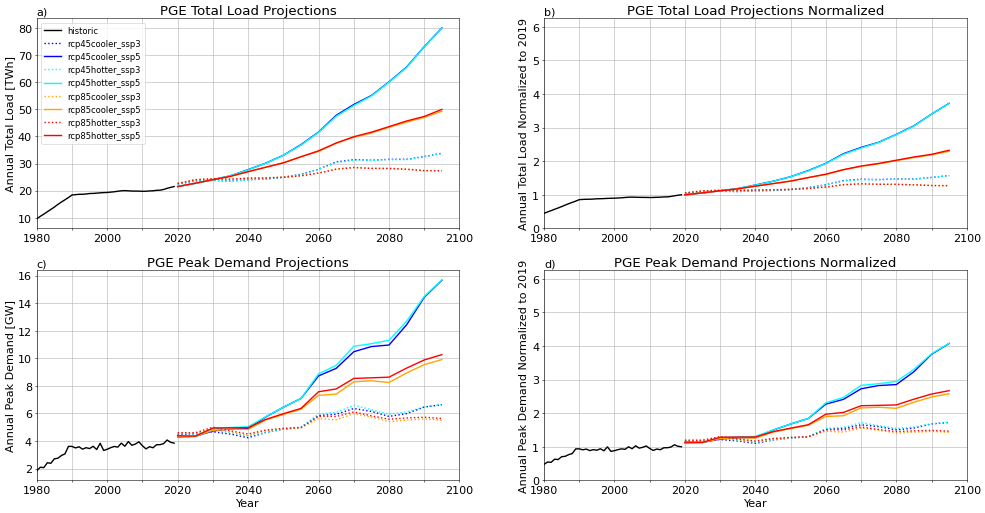 a)
PGE Total Load Projections
Annual Total Load [TWh]
80
70
60
50
40
30
20
10
1980
2000
2020
2040
2060
2080
2100
historic
rcp45cooler_ssp3
rcp45cooler_ssp5
rcp45hotter_ssp3
rcp45hotter_ssp5
rcp85cooler_ssp3
rcp85cooler_ssp5
rcp85hotter_ssp3
rcp85hotter_ssp5
b)
PGE Total Load Projections Normalized
Annual Total Load Normalized to 2019
6
5
4
3
2
1
0
1980
2000
2020
2040
2060
2080
2100
c)
PGE Peak Demand Projections
Annual Peak Demand [GW]
16
14
12
10
8
6
4
2
1980
2000
2020
2040
2060
2080
2100
Year
d)
PGE Peak Demand Projections Normalized
Annual Peak Demand Normalized to 2019
6
5
4
3
2
1
0
1980
2000
2020
2040
2060
2080
2100
Year